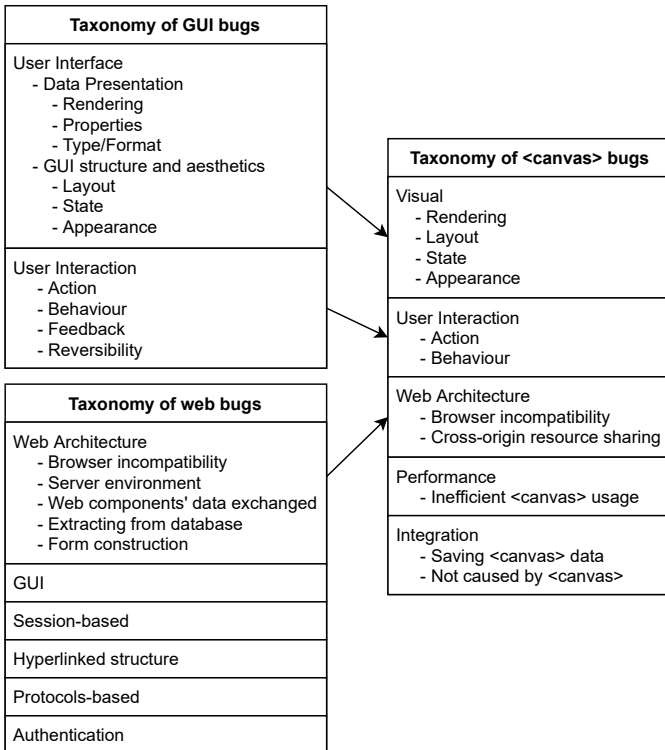 Taxonomy of GUI bugs
User Interface
- Data Presentation
- Rendering
- Properties
- Type/Format
- GUI structure and aesthetics
- Layout
- State
- Appearance
User Interaction
- Action
- Behaviour
- Feedback
- Reversibility
Taxonomy of web bugs
Web Architecture
- Browser incompatibility
- Server environment
- Web components' data exchanged
- Extracting from database
- Form construction
GUI
Session-based
Hyperlinked structure
Protocols-based
Authentication
Taxonomy of <canvas> bugs
Visual
- Rendering
- Layout
- State
- Appearance
User Interaction
- Action
- Behaviour
Web Architecture
- Browser incompatibility
- Cross-origin resource sharing
Performance
- Inefficient <canvas> usage
Integration
- Saving <canvas> data
- Not caused by <canvas>